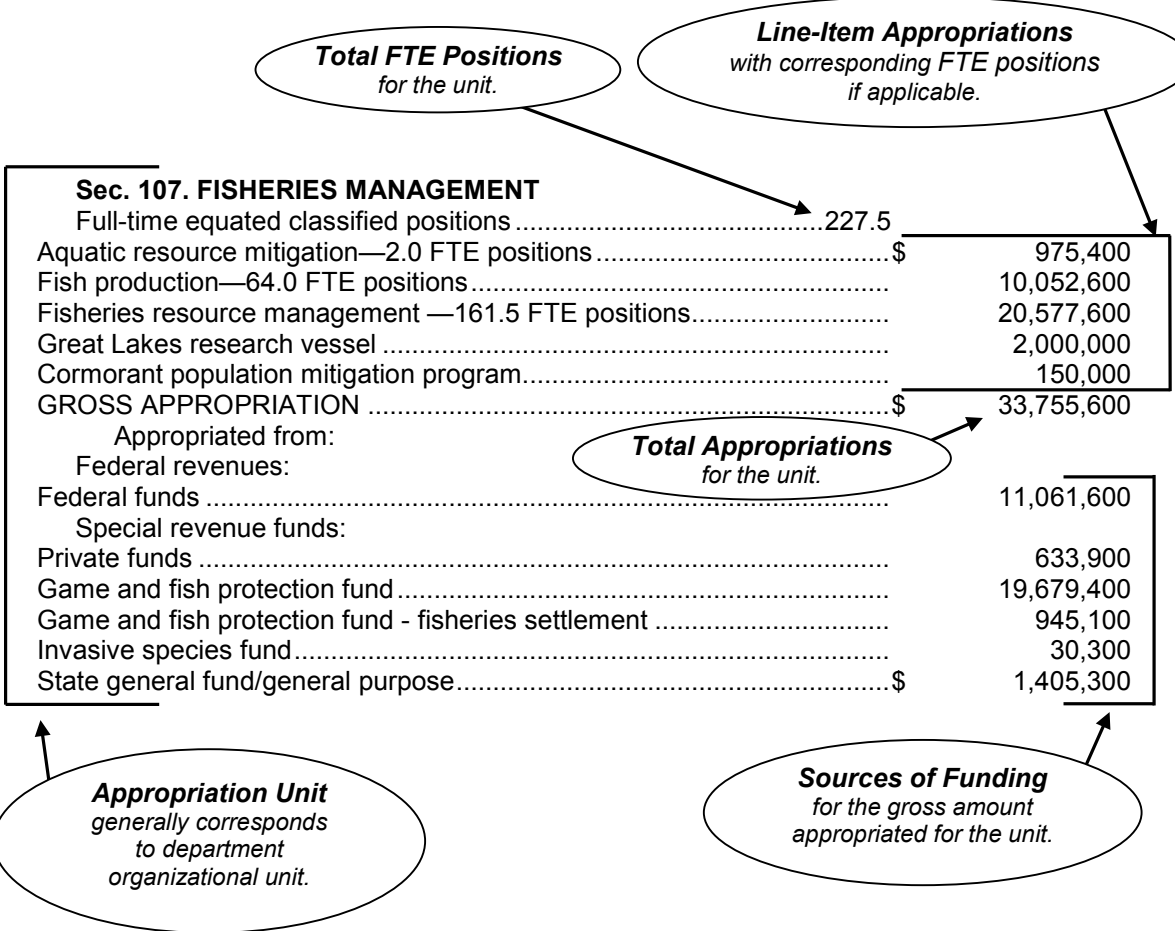 Total FTE Positions
for the unit.
Line-Item Appropriations
with corresponding FTE positions
if applicable.
Sec. 107. FISHERIES MANAGEMENT
Full-time equated classified positions ..........................................227.5
Aquatic resource mitigation—2.0 FTE positions ........................................$ 975,400
Fish production—64.0 FTE positions......................................................... 10,052,600
Fisheries resource management —161.5 FTE positions........................... 20,577,600
Great Lakes research vessel ..................................................................... 2,000,000
Cormorant population mitigation program.................................................. 150,000
GROSS APPROPRIATION .......................................................................$ 33,755,600
Appropriated from:
Total Appropriations
for the unit.
Federal revenues:
Federal funds ............................................................................................. 11,061,600
Special revenue funds:
Private funds .............................................................................................. 633,900
Game and fish protection fund ................................................................... 19,679,400
Game and fish protection fund - fisheries settlement ................................ 945,100
Invasive species fund ................................................................................. 30,300
State general fund/general purpose...........................................................$ 1,405,300
Appropriation Unit
generally corresponds
to department
organizational unit.
Sources of Funding
for the gross amount
appropriated for the unit.